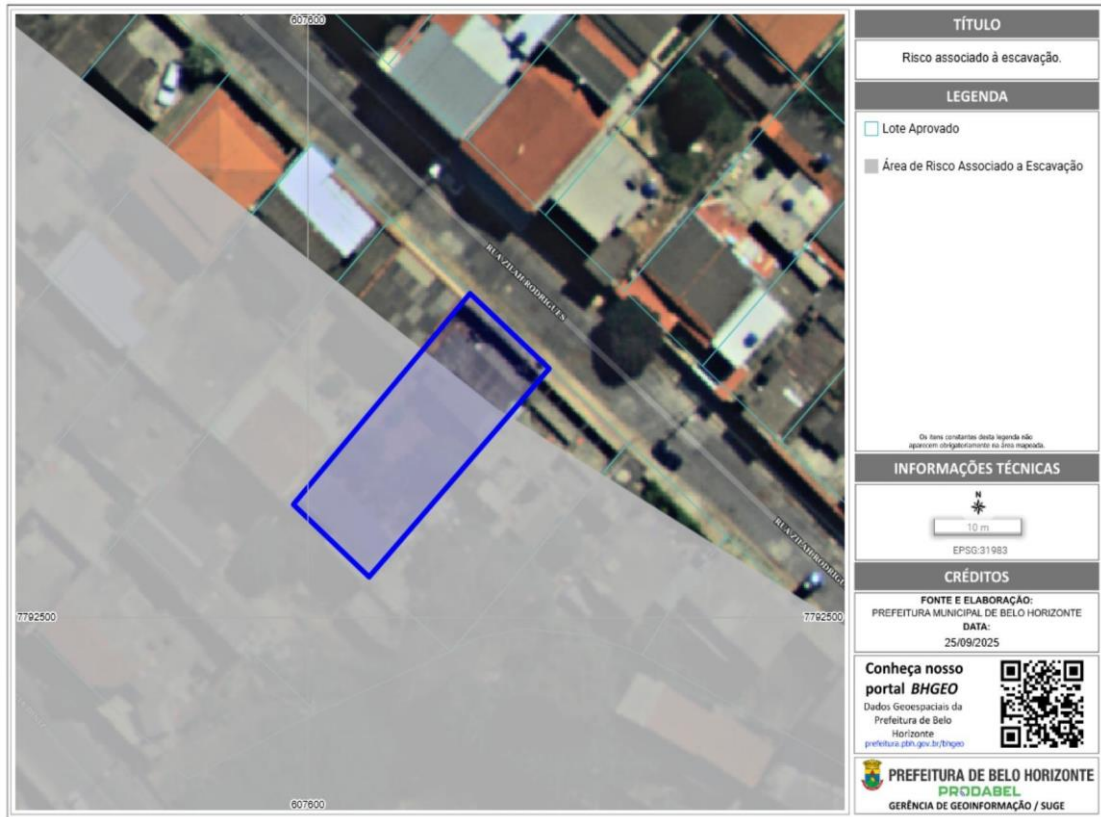 607600
RUA ZILAH RODRIGUES
7792500
7792500
607600
TÍTULO
Risco associado à escavação.
LEGENDA
Lote Aprovado
Área de Risco Associado a Escavação
Os itens constantes desta legenda não
aparecem obrigatoriamente na área mapeada.
INFORMAÇÕES TÉCNICAS
N
10 m
EPSG:31983
CRÉDITOS
FONTE E ELABORAÇÃO:
PREFEITURA MUNICIPAL DE BELO HORIZONTE
DATA:
25/09/2025
Conheça nosso
portal BHGEO
Dados Geoespaciais da
Prefeitura de Belo
Horizonte
prefeitura.pbh.gov.br/bhgeo
PREFEITURA DE BELO HORIZONTE
PRODABEL
GERÊNCIA DE GEOINFORMAÇÃO / SUGE